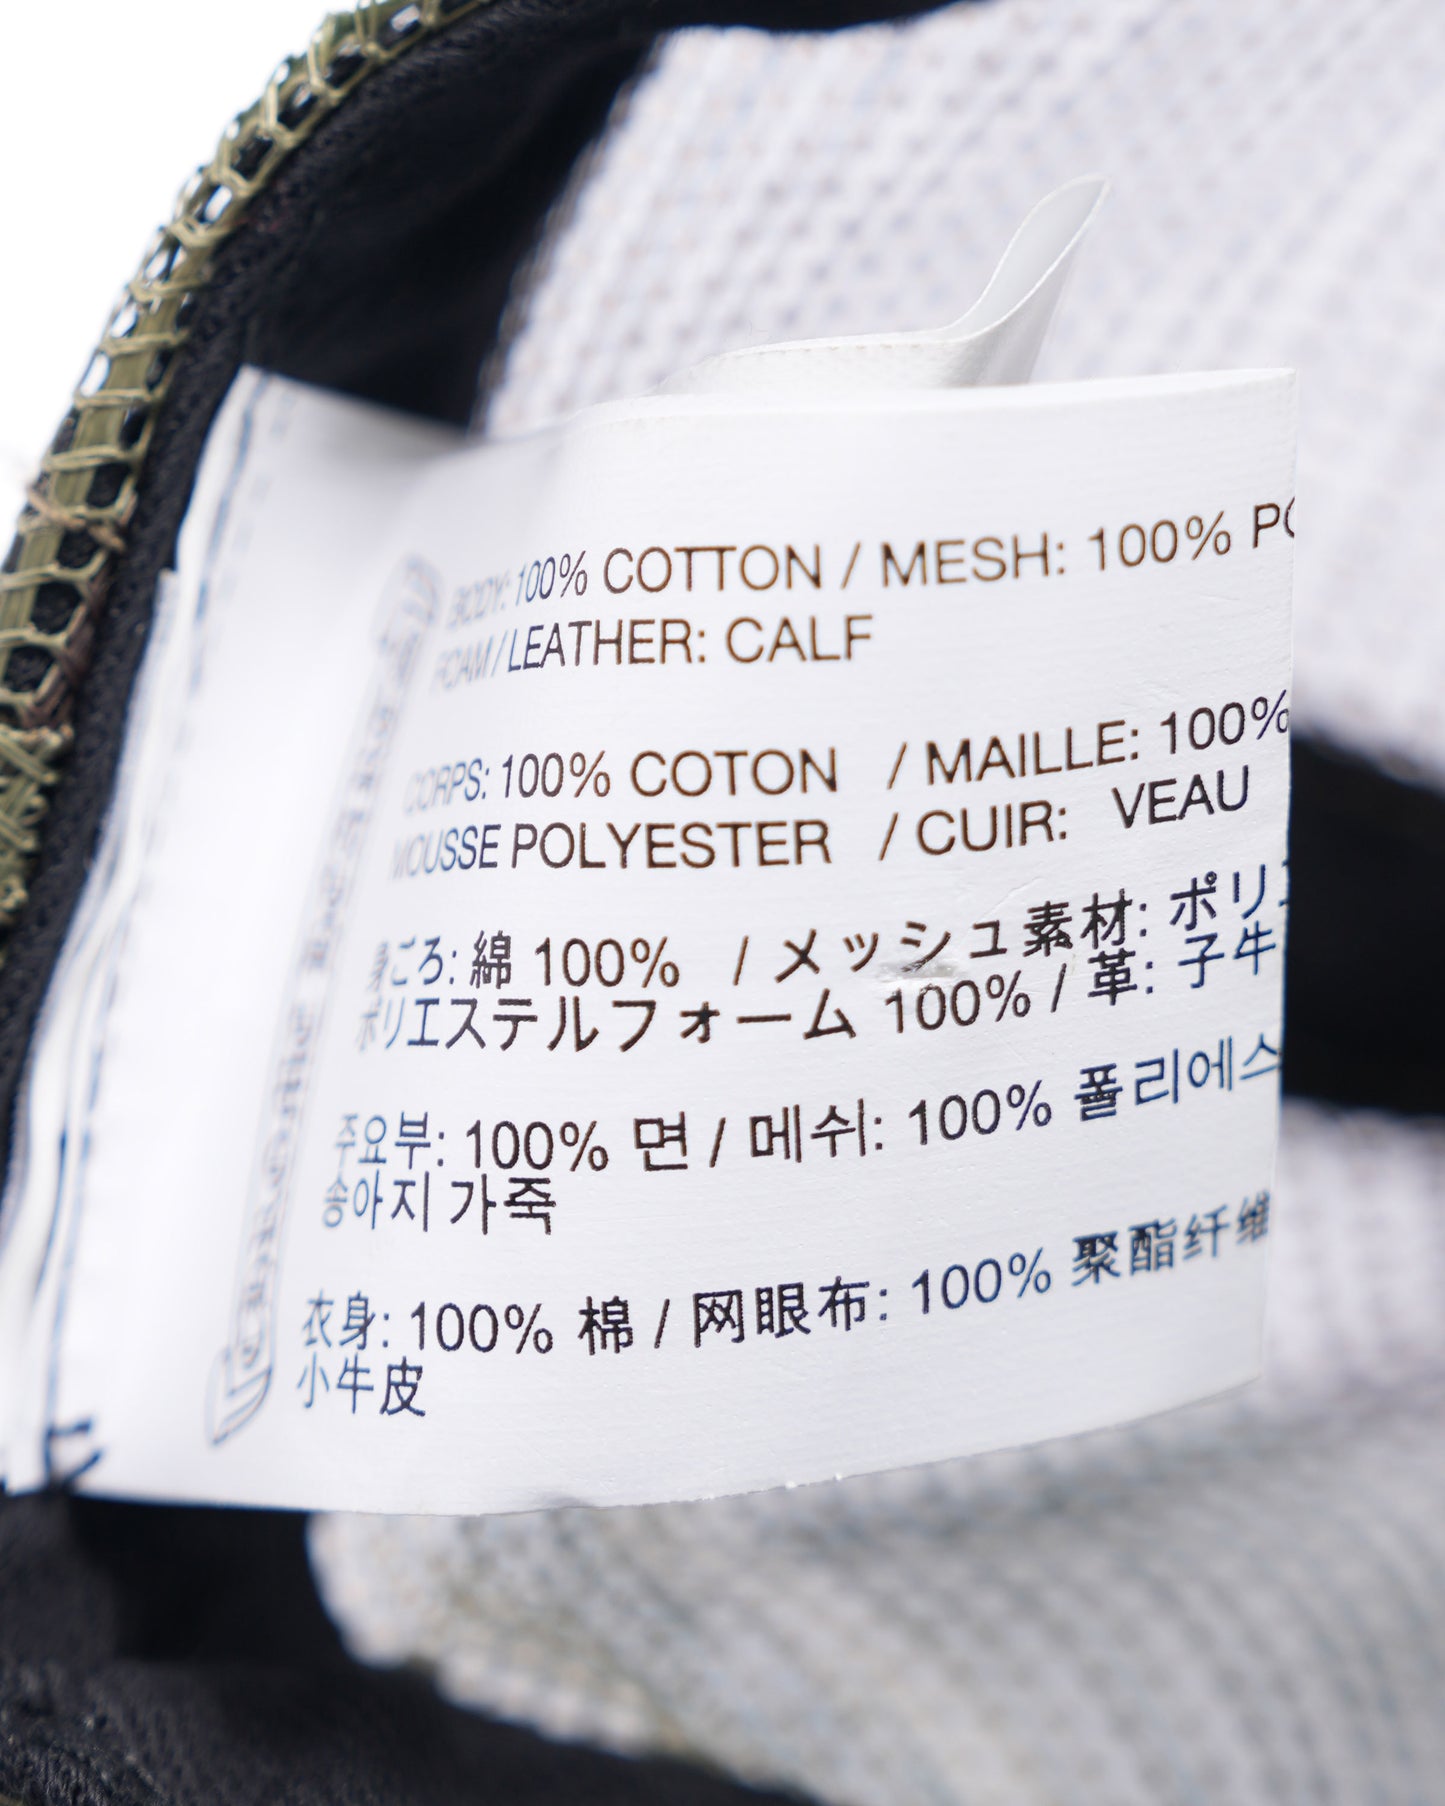 BODY: 100% COTTON / MESH: 100%
FOAM / LEATHER: CALF
CORPS: 100% COTON / MAILLE: 100%
MOUSSE POLYESTER / CUIR: VEAU
身ごろ: 綿 100% / メッシュ素材: ポリエ
ポリエステルフォーム 100% / 革: 子牛
주요부: 100% 면 / 메쉬: 100% 폴리에스
송아지 가죽
衣身: 100% 棉 / 网眼布: 100% 聚酯纤维
小牛皮